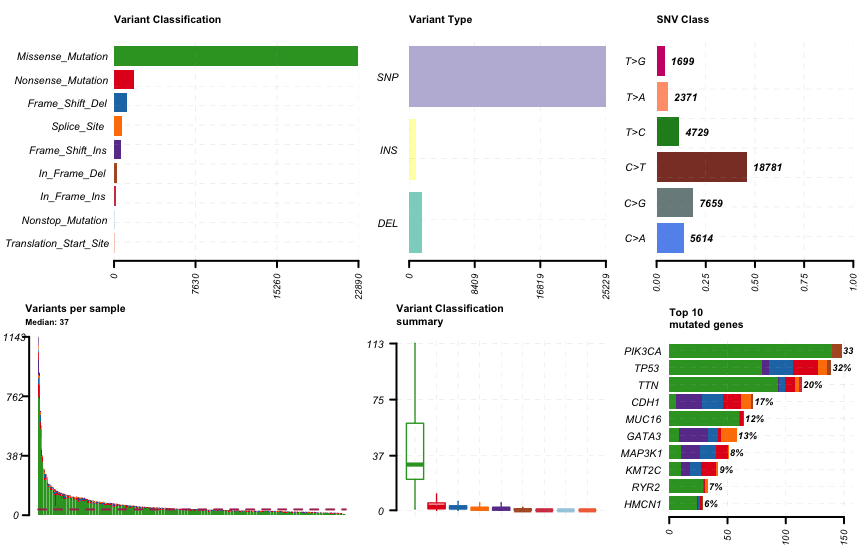 Variant Classification
Missense_Mutation
Nonsense_Mutation
Frame_Shift_Del
Splice_Site
Frame_Shift_Ins
In_Frame_Del
In_Frame_Ins
Nonstop_Mutation
Translation_Start_Site
0
7630
15260
22890
Variant Type
SNP
INS
DEL
0
8409
16819
25229
SNV Class
T>G 1699
T>A 2371
T>C 4729
C>T 18781
C>G 7659
C>A 5614
0.00
0.25
0.50
0.75
1.00
Variants per sample
Median: 37
1143
762
381
0
Variant Classification
summary
113
75
37
0
Top 10
mutated genes
PIK3CA 33
TP53 32%
TTN 20%
CDH1 17%
MUC16 12%
GATA3 13%
MAP3K1 8%
KMT2C 9%
RYR2 7%
HMCN1 6%
0
50
100
150